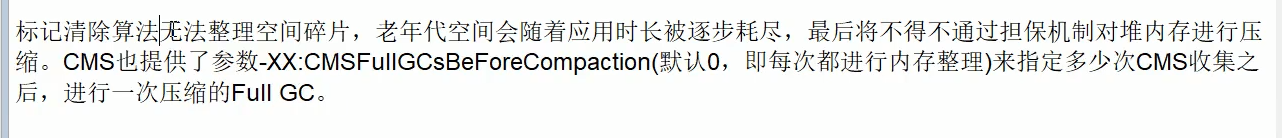 标记清除算法无法整理空间碎片，老年代空间会随着应用时长被逐步耗尽，最后将不得不通过担保机制对堆内存进行压
缩。CMS也提供了参数-XX:CMSFullGCsBeForeCompaction(默认0，即每次都进行内存整理)来指定多少次CMS收集之
后，进行一次压缩的Full GC。